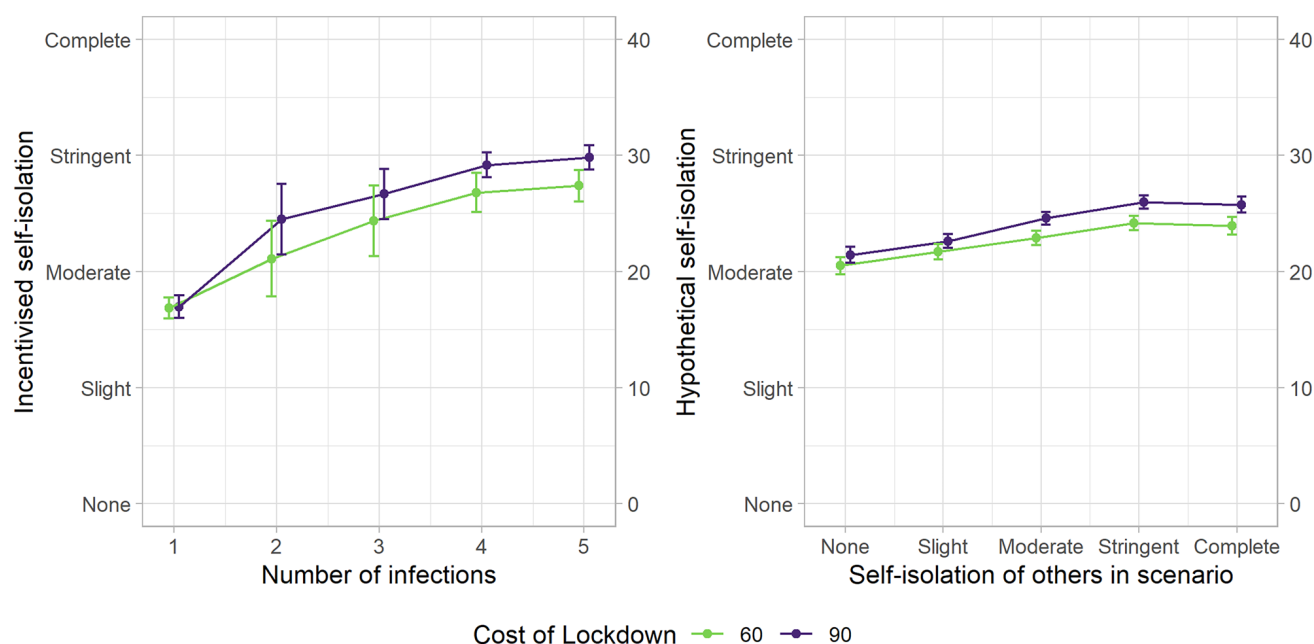 Incentivised self-isolation
Complete
Stringent
Moderate
Slight
None
40
30
20
10
0
1 2 3 4 5
Number of infections
Hypothetical self-isolation
Complete
Stringent
Moderate
Slight
None
40
30
20
10
0
None Slight Moderate Stringent Complete
Self-isolation of others in scenario
Cost of Lockdown 60 90